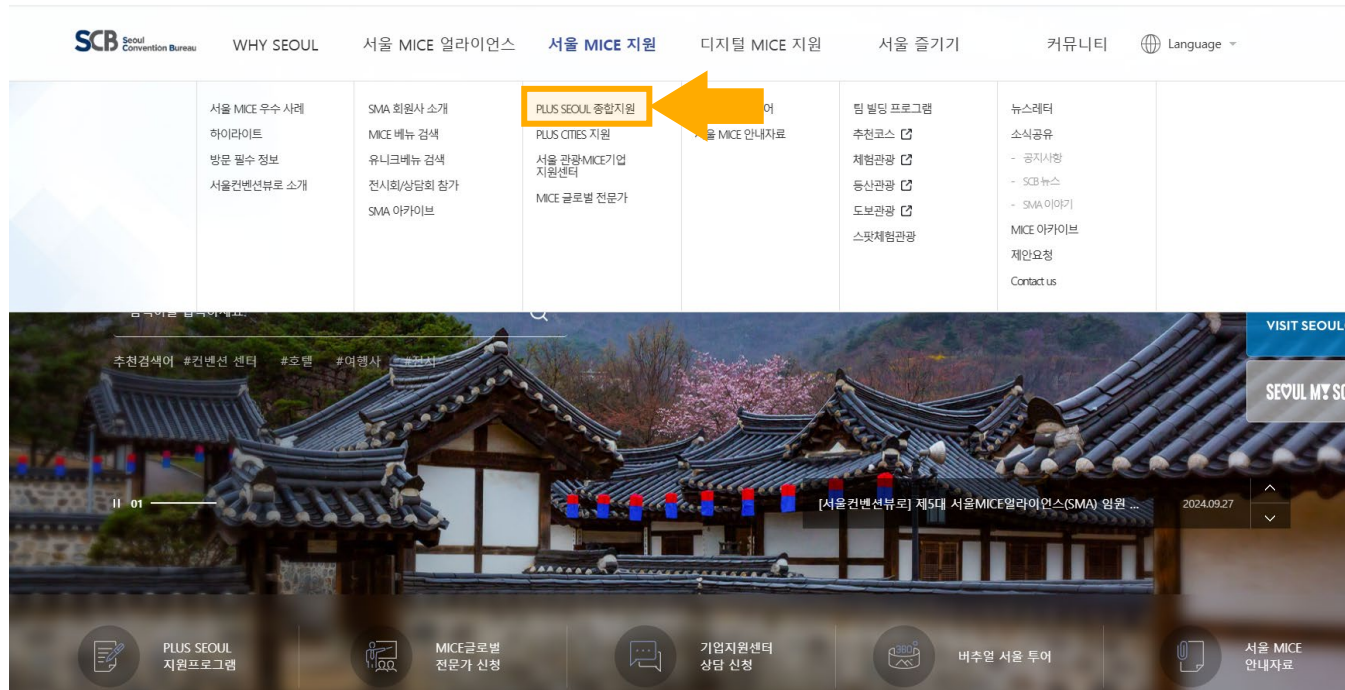 SCB Seoul Convention Bureau
WHY SEOUL
서울 MICE 얼라이언스
서울 MICE 지원
디지털 MICE 지원
서울 즐기기
커뮤니티
Language
서울 MICE 우수 사례
하이라이트
방문 필수 정보
서울컨벤션뷰로 소개
SMA 회원사 소개
MICE 베뉴 검색
유니크베뉴 검색
전시회/상담회 참가
SMA 아카이브
PLUS SEOUL 종합지원
PLUS CITIES 지원
서울 관광MICE기업
지원센터
MICE 글로벌 전문가
어
서울 MICE 안내자료
팀 빌딩 프로그램
추천코스
체험관광
등산관광
도보관광
스팟체험관광
뉴스레터
소식공유
- 공지사항
- SCB 뉴스
- SMA 이야기
MICE 아카이브
제안요청
Contact us
추천검색어 #컨벤션 센터 #호텔 #여행사 #전시
VISIT SEOUL
SEOUL MY SO
01
[서울컨벤션뷰로] 제5대 서울MICE얼라이언스(SMA) 임원 ...
2024.09.27
PLUS SEOUL
지원프로그램
MICE글로벌
전문가 신청
기업지원센터
상담 신청
360°
버추얼 서울 투어
서울 MICE
안내자료